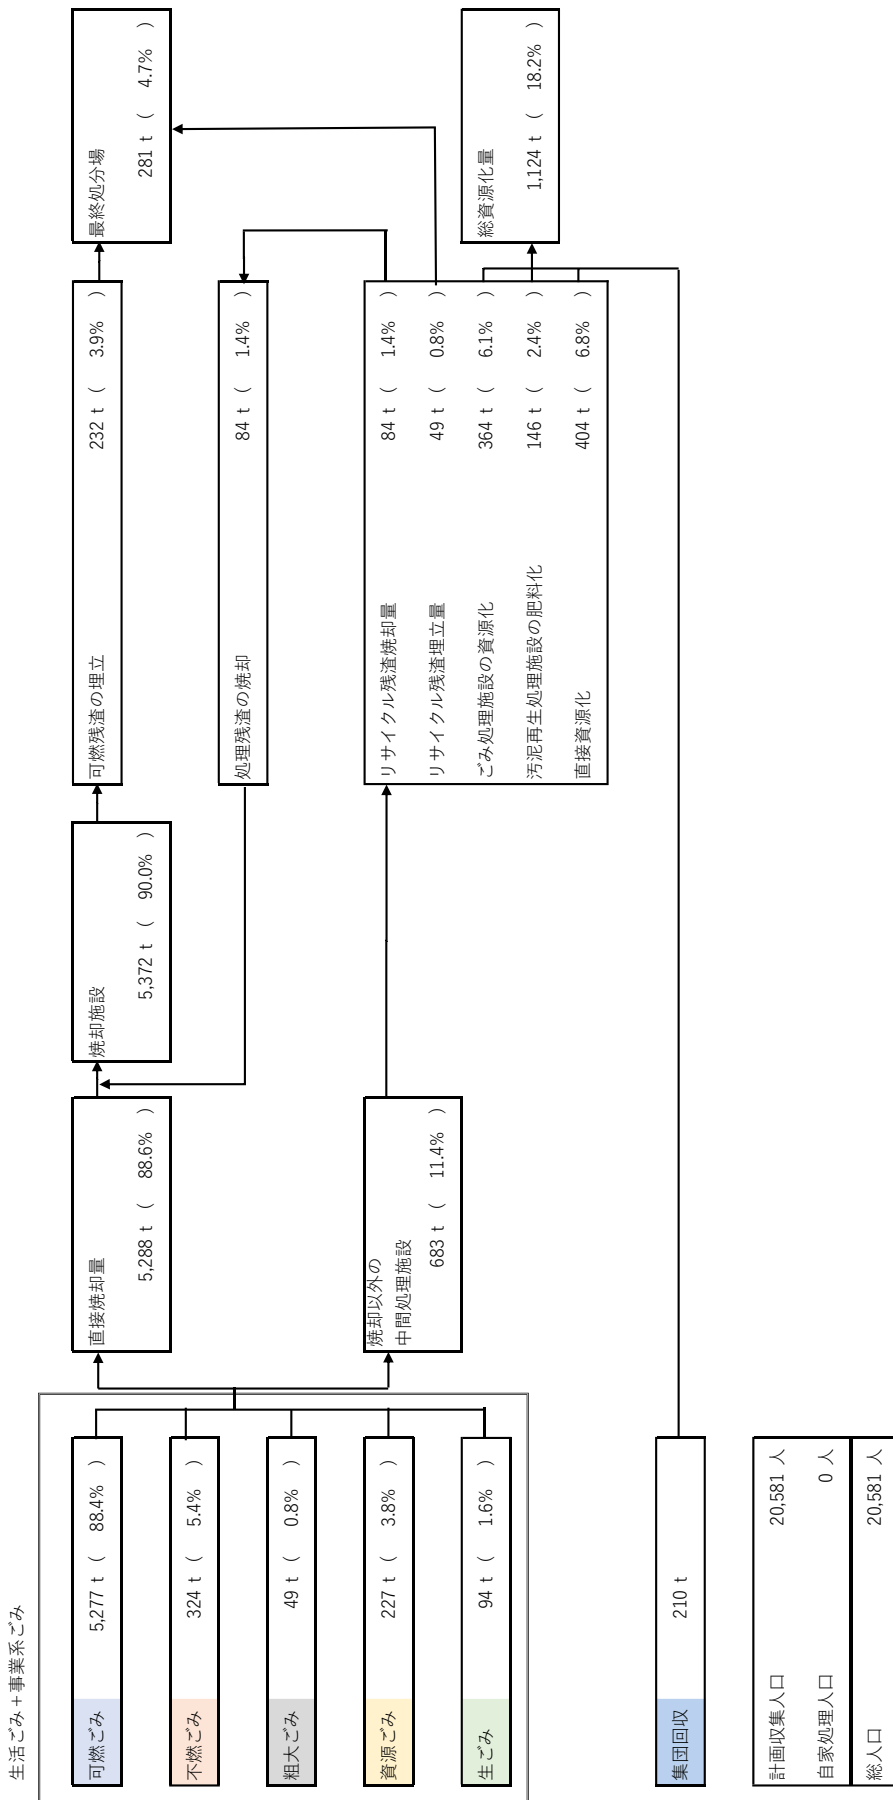 生活ごみ＋事業系ごみ
可燃ごみ 5,277 t ( 88.4% )
不燃ごみ 324 t ( 5.4% )
粗大ごみ 49 t ( 0.8% )
資源ごみ 227 t ( 3.8% )
生ごみ 94 t ( 1.6% )
集団回収 210 t
計画収集人口 20,581 人
自家処理人口 0 人
総人口 20,581 人
直接焼却量
5,288 t ( 88.6% )
焼却以外の
中間処理施設
683 t ( 11.4% )
焼却施設
5,372 t ( 90.0% )
可燃残渣の埋立 232 t ( 3.9% )
処理残渣の焼却 84 t ( 1.4% )
リサイクル残渣焼却量 84 t ( 1.4% )
リサイクル残渣埋立量 49 t ( 0.8% )
ごみ処理施設の資源化 364 t ( 6.1% )
汚泥再生処理施設の肥料化 146 t ( 2.4% )
直接資源化 404 t ( 6.8% )
最終処分場
281 t ( 4.7% )
総資源化量
1,124 t ( 18.2% )